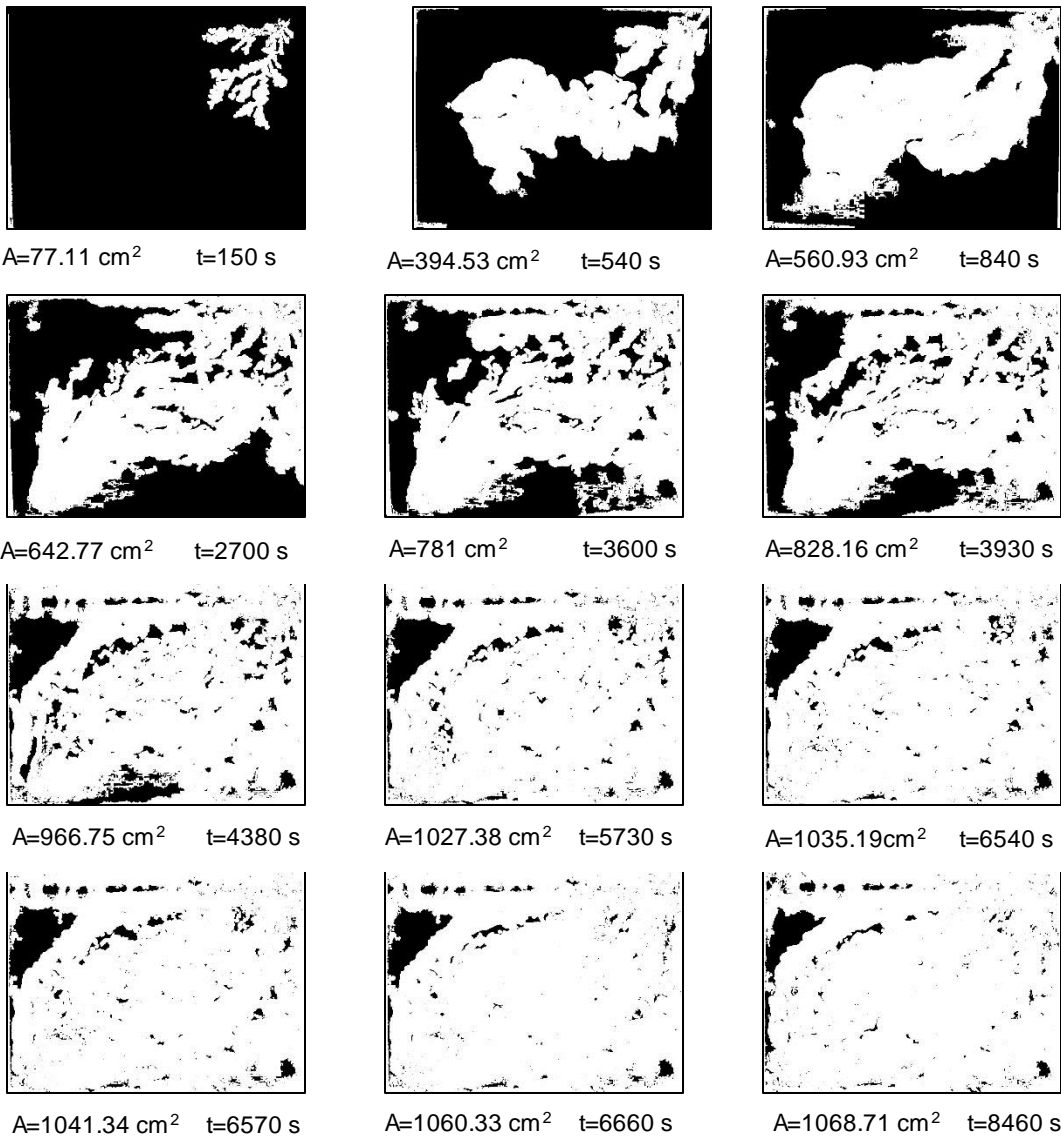 A=77.11 cm² t=150 s
A=394.53 cm² t=540 s
A=560.93 cm² t=840 s
A=642.77 cm² t=2700 s
A=781 cm² t=3600 s
A=828.16 cm² t=3930 s
A=966.75 cm² t=4380 s
A=1027.38 cm² t=5730 s
A=1035.19cm² t=6540 s
A=1041.34 cm² t=6570 s
A=1060.33 cm² t=6660 s
A=1068.71 cm² t=8460 s